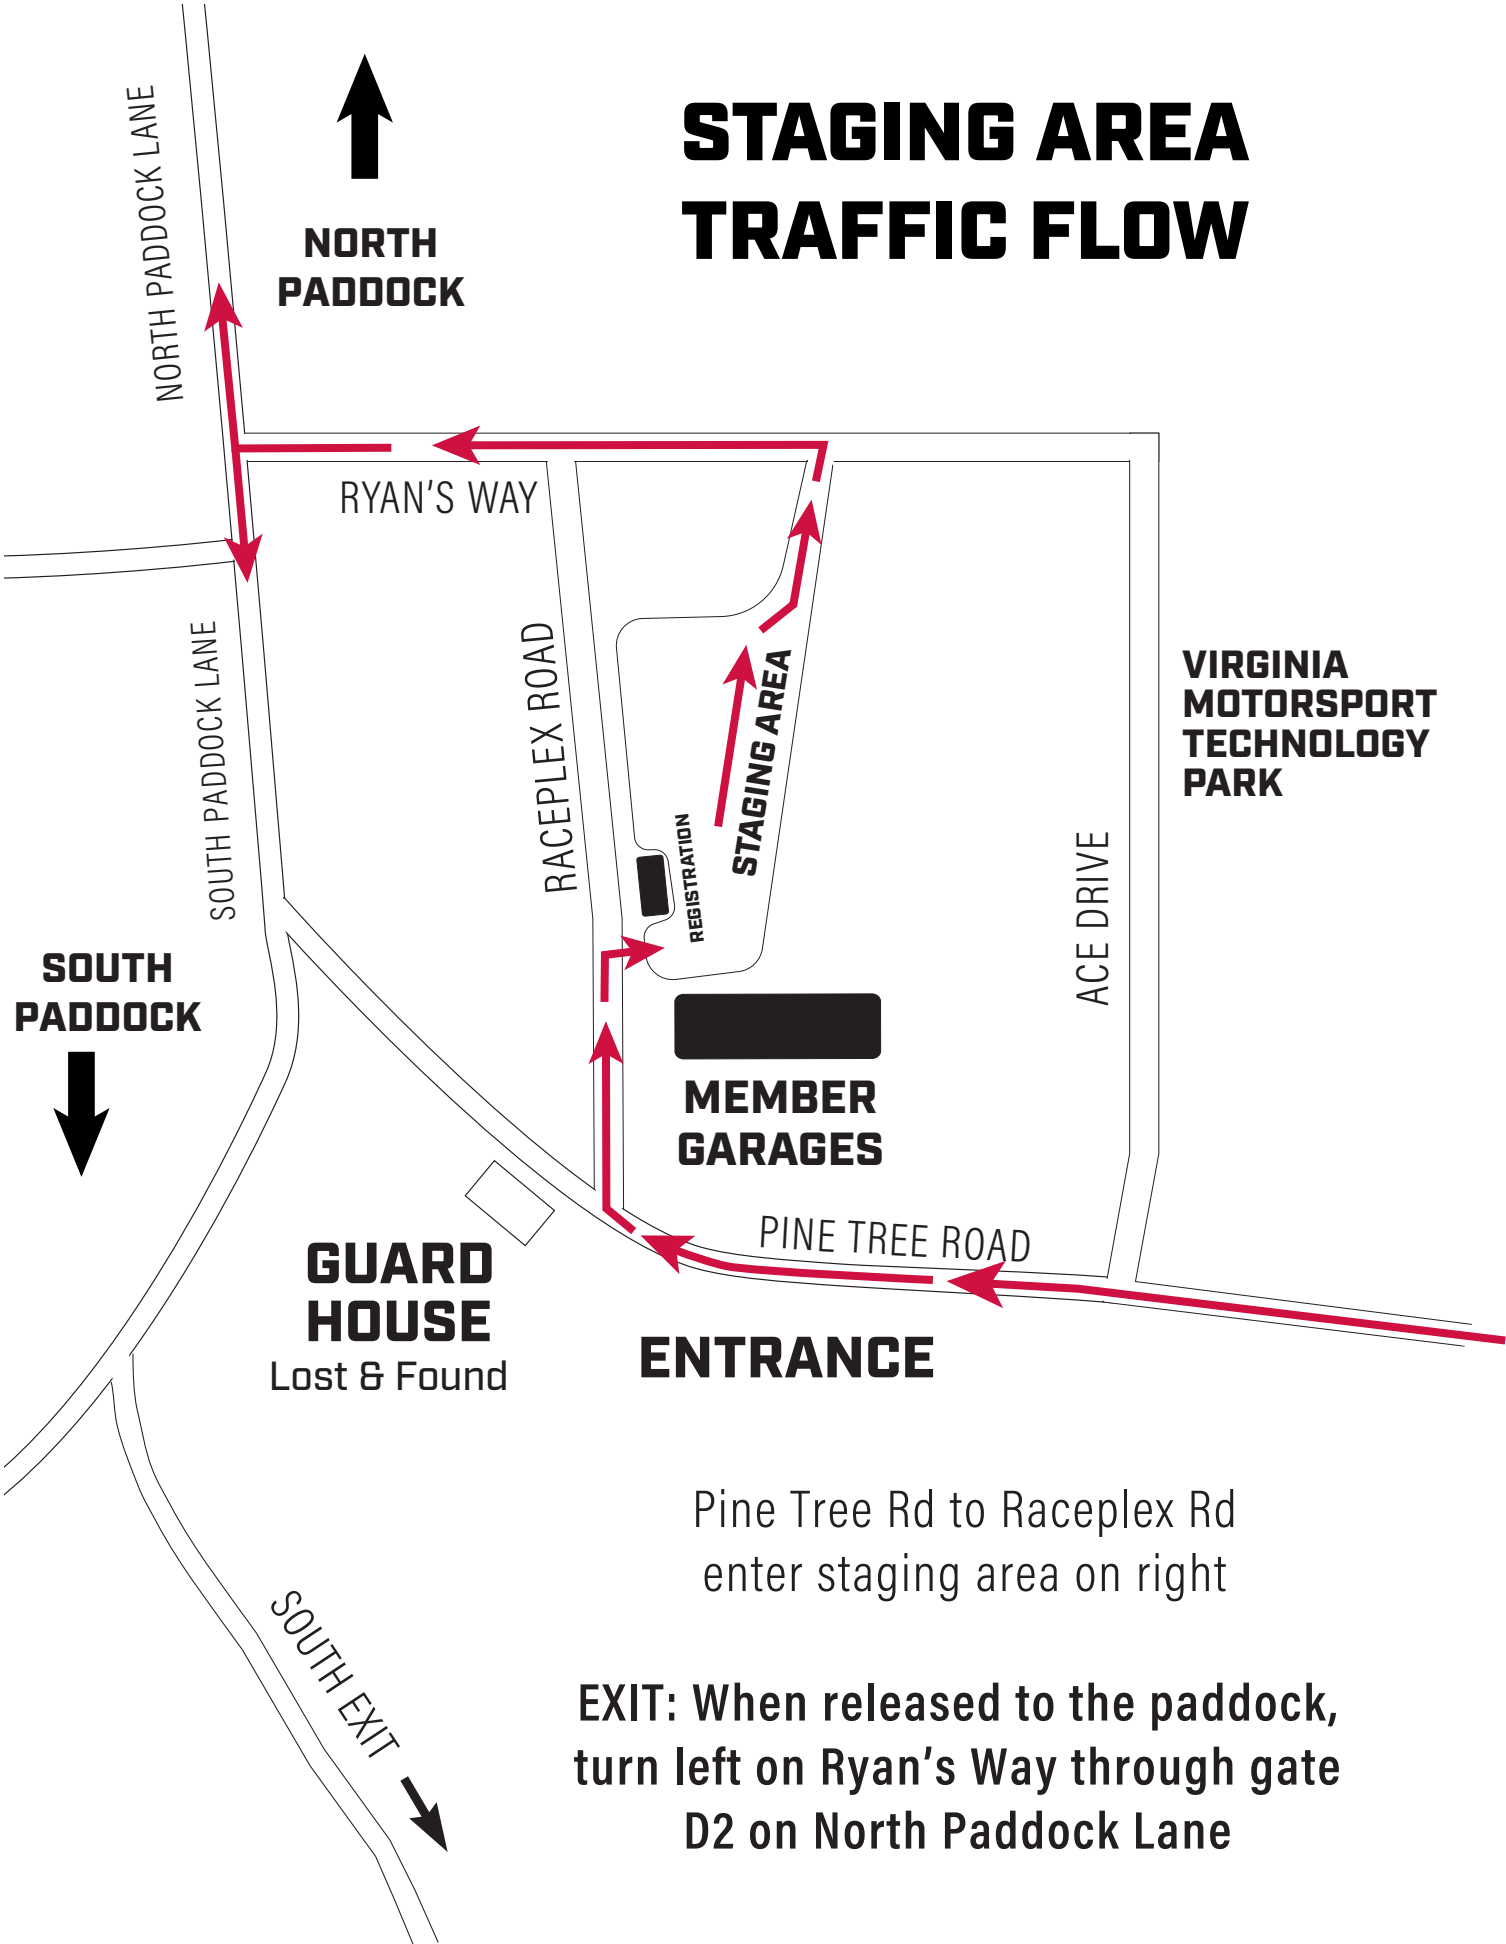 STAGING AREA
TRAFFIC FLOW
NORTH PADDOCK LANE
NORTH
PADDOCK
RYAN'S WAY
RACEPLEX ROAD
STAGING AREA
REGISTRATION
SOUTH PADDOCK LANE
VIRGINIA
MOTORSPORT
TECHNOLOGY
PARK
ACE DRIVE
SOUTH
PADDOCK
MEMBER
GARAGES
PINE TREE ROAD
GUARD
HOUSE
Lost & Found
ENTRANCE
Pine Tree Rd to Raceplex Rd
enter staging area on right
SOUTH EXIT
EXIT: When released to the paddock,
turn left on Ryan's Way through gate
D2 on North Paddock Lane